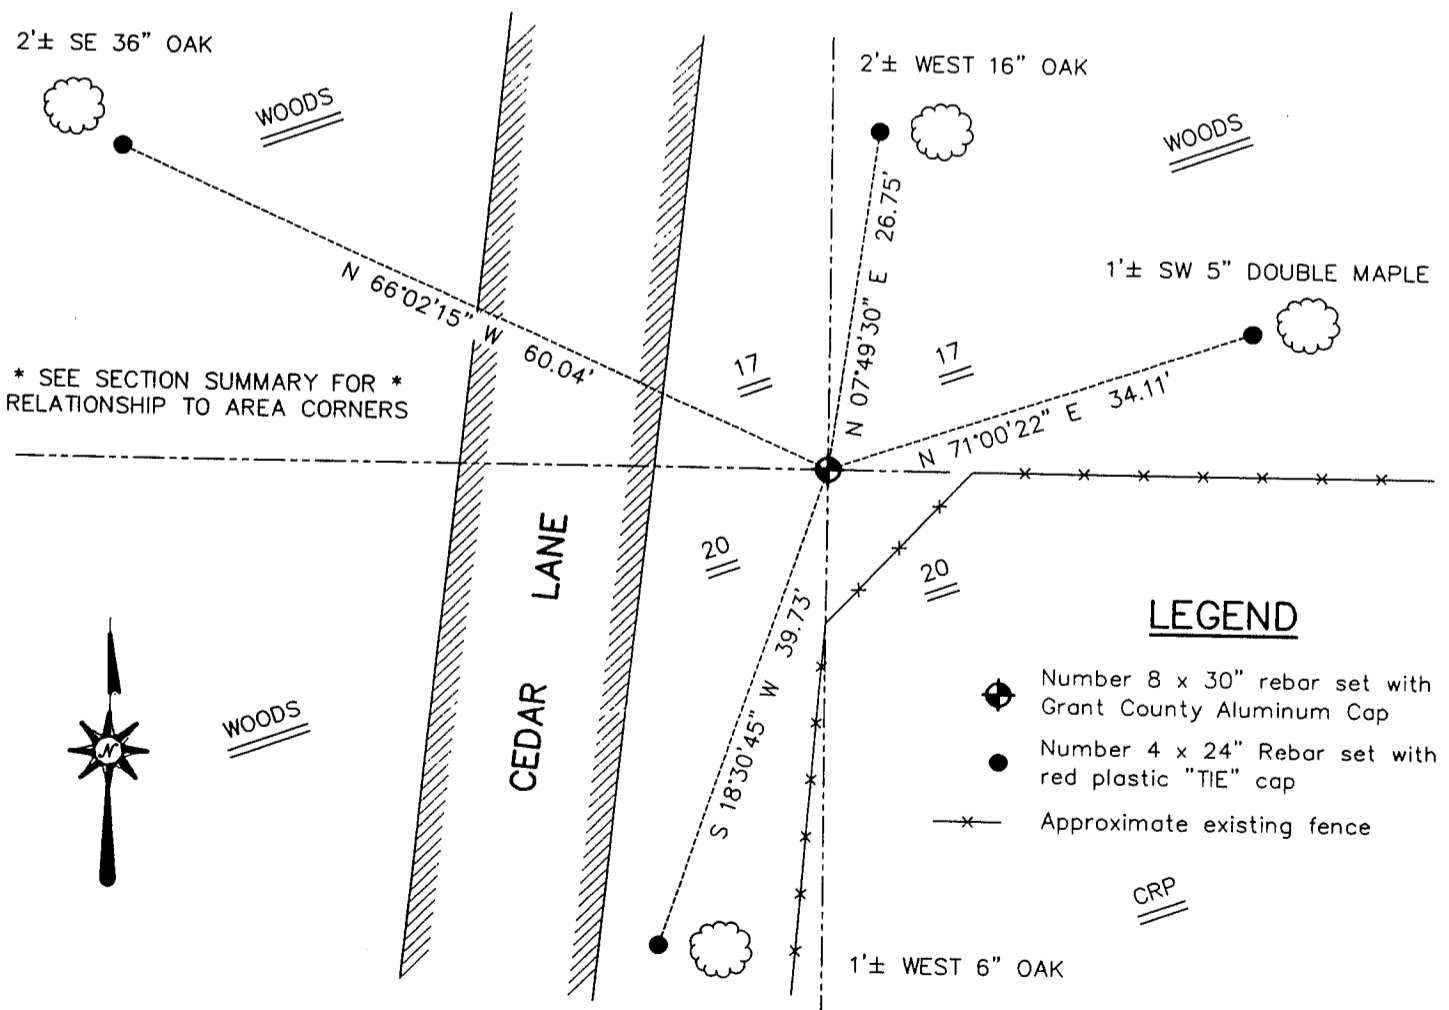 2'± SE 36" OAK
WOODS
2'± WEST 16" OAK
WOODS
1'± SW 5" DOUBLE MAPLE
N 66°02'15" W 60.04'
N 07°49'30" E 26.75'
N 71°00'22" E 34.11'
17
17
* SEE SECTION SUMMARY FOR *
RELATIONSHIP TO AREA CORNERS
CEDAR LANE
20
20
S 18°30'45" W 39.73'
WOODS
N
LEGEND
Number 8 x 30" rebar set with
Grant County Aluminum Cap
Number 4 x 24" Rebar set with
red plastic "TIE" cap
Approximate existing fence
CRP
1'± WEST 6" OAK